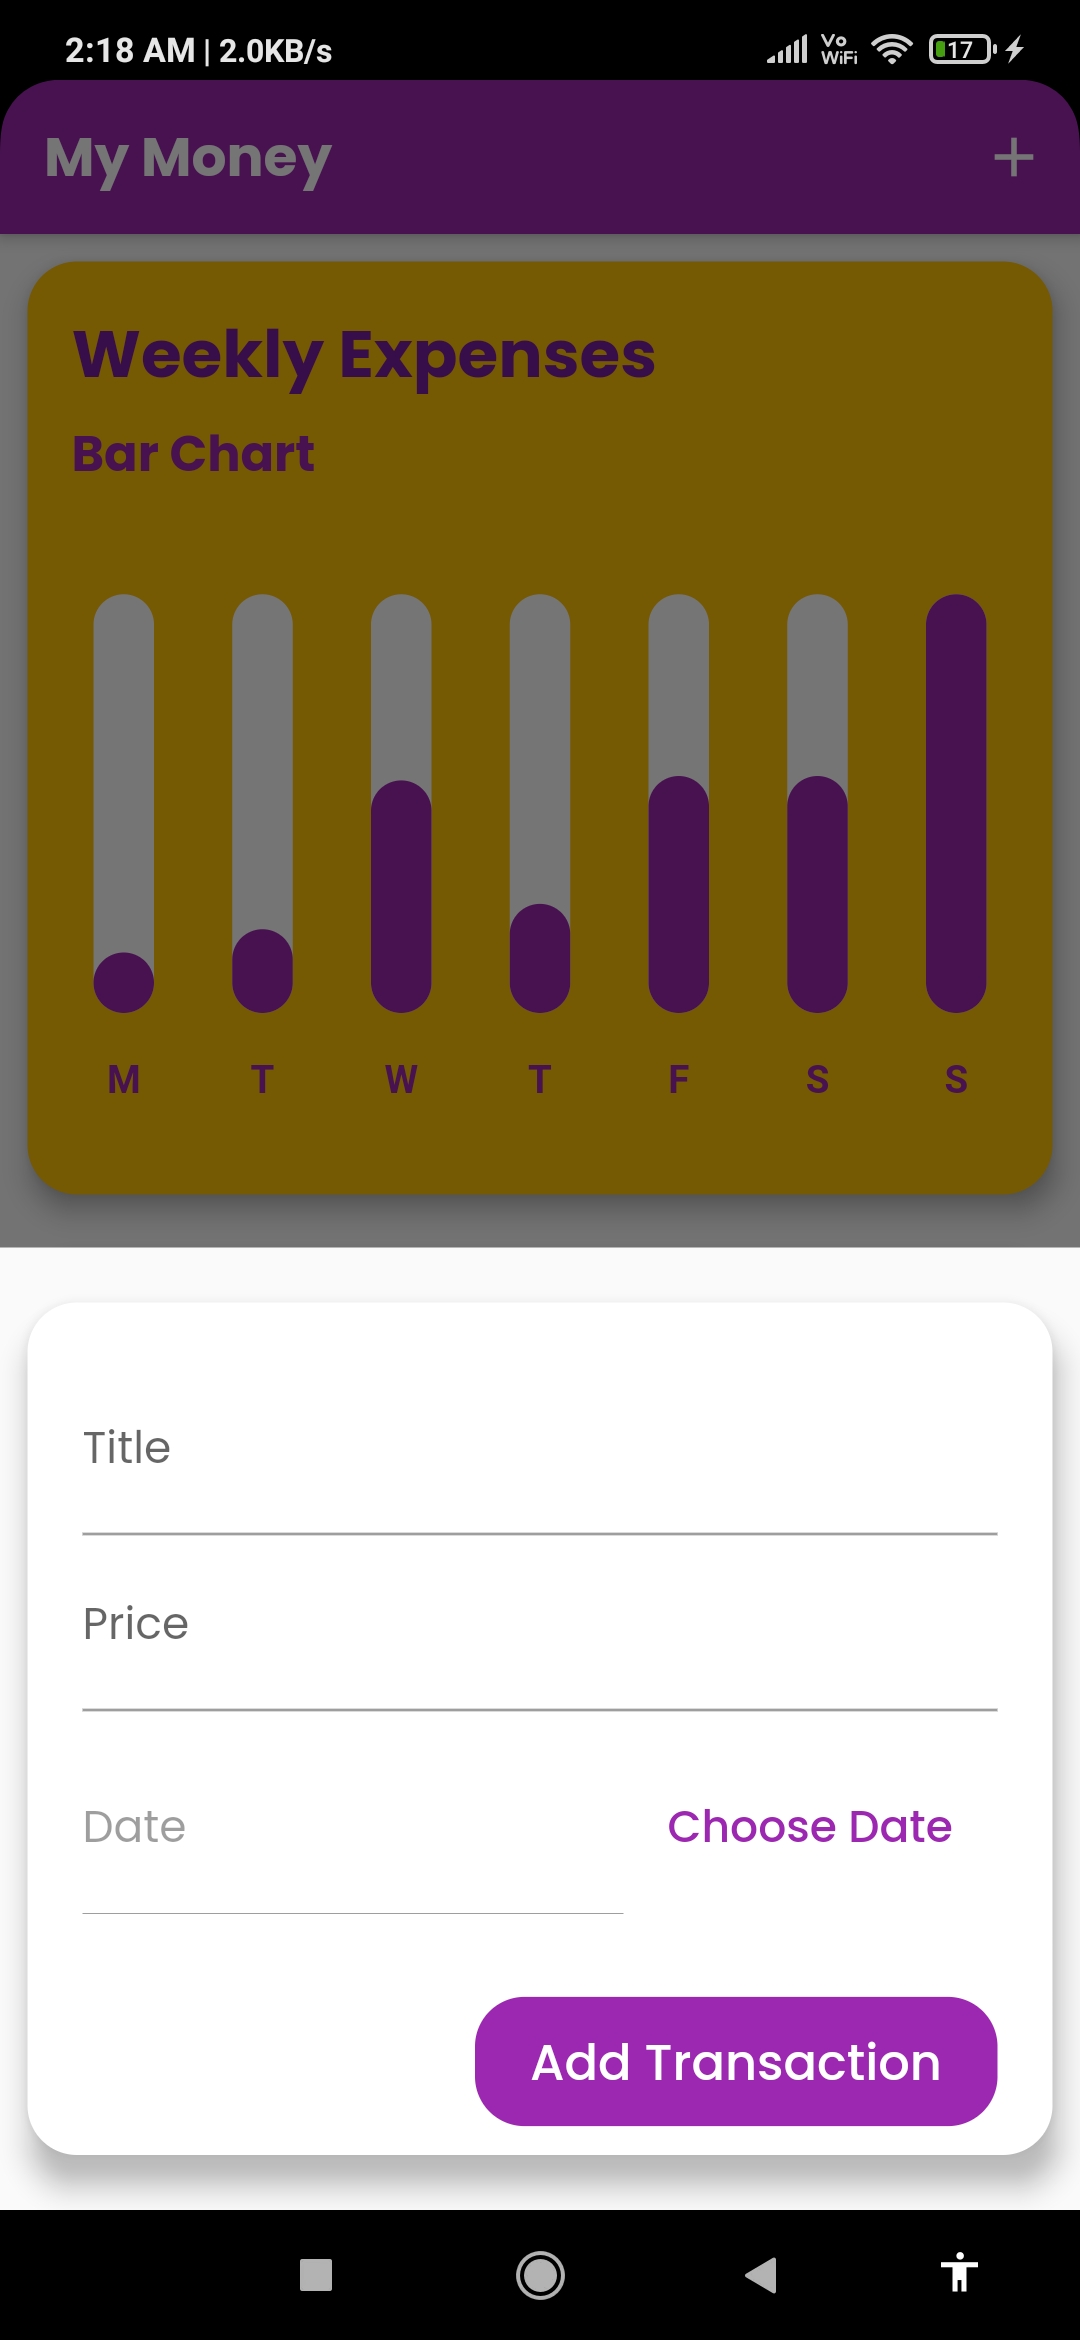 2:18 AM | 2.0KB/s Vo WiFi 17
My Money +
Weekly Expenses
Bar Chart
M T W T F S S
Title
Price
Date Choose Date
Add Transaction